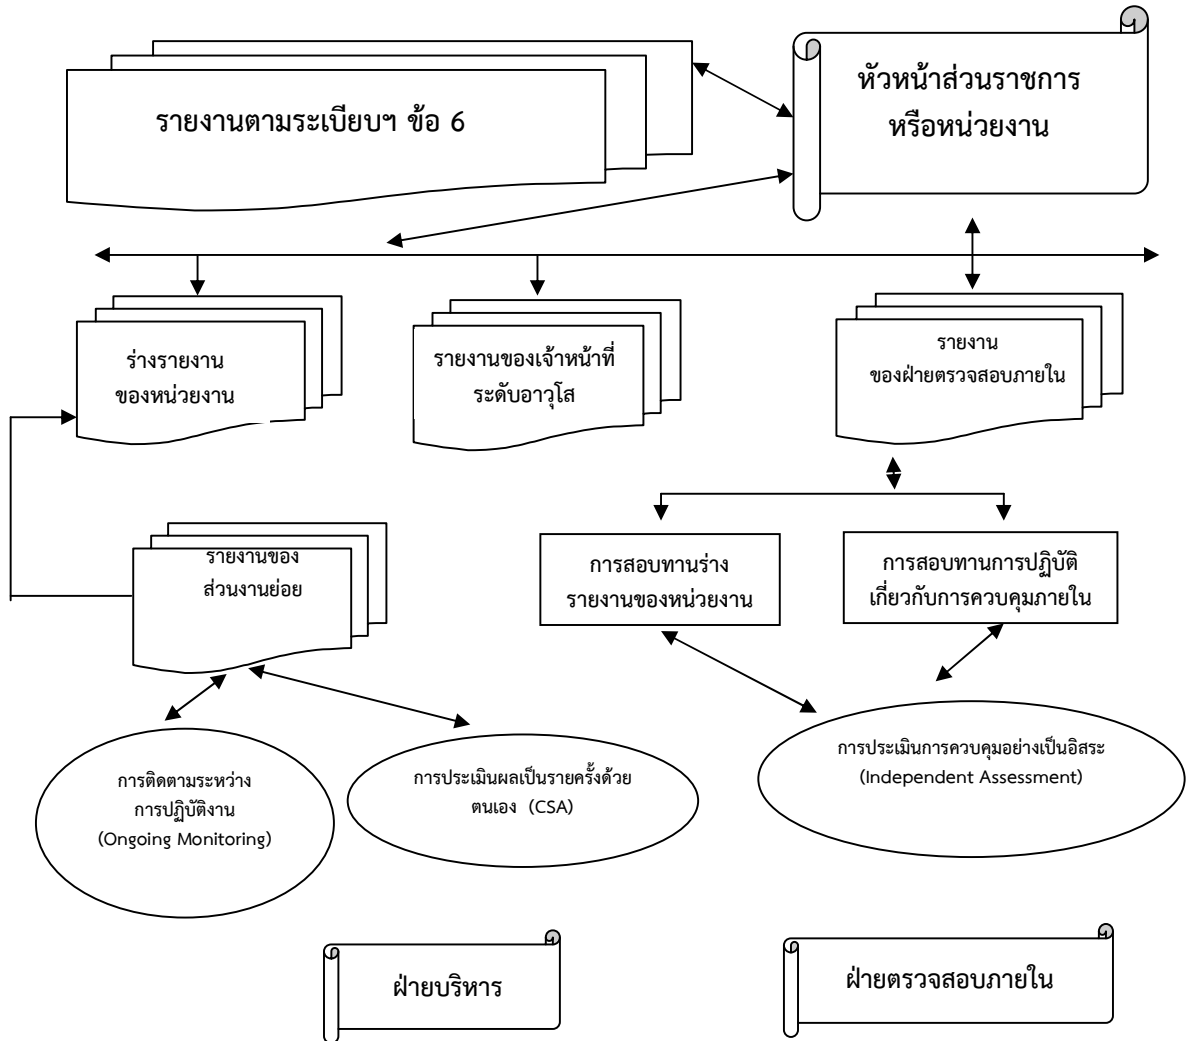 รายงานตามระเบียบฯ ข้อ 6
หัวหน้าส่วนราชการ
หรือหน่วยงาน
ร่างรายงาน
ของหน่วยงาน
รายงานของเจ้าหน้าที่
ระดับอาวุโส
รายงาน
ของฝ่ายตรวจสอบภายใน
รายงานของ
ส่วนงานย่อย
การสอบทานร่าง
รายงานของหน่วยงาน
การสอบทานการปฏิบัติ
เกี่ยวกับการควบคุมภายใน
การติดตามระหว่าง
การปฏิบัติงาน
(Ongoing Monitoring)
การประเมินผลเป็นรายครั้งด้วย
ตนเอง (CSA)
การประเมินการควบคุมอย่างเป็นอิสระ
(Independent Assessment)
ฝ่ายบริหาร
ฝ่ายตรวจสอบภายใน